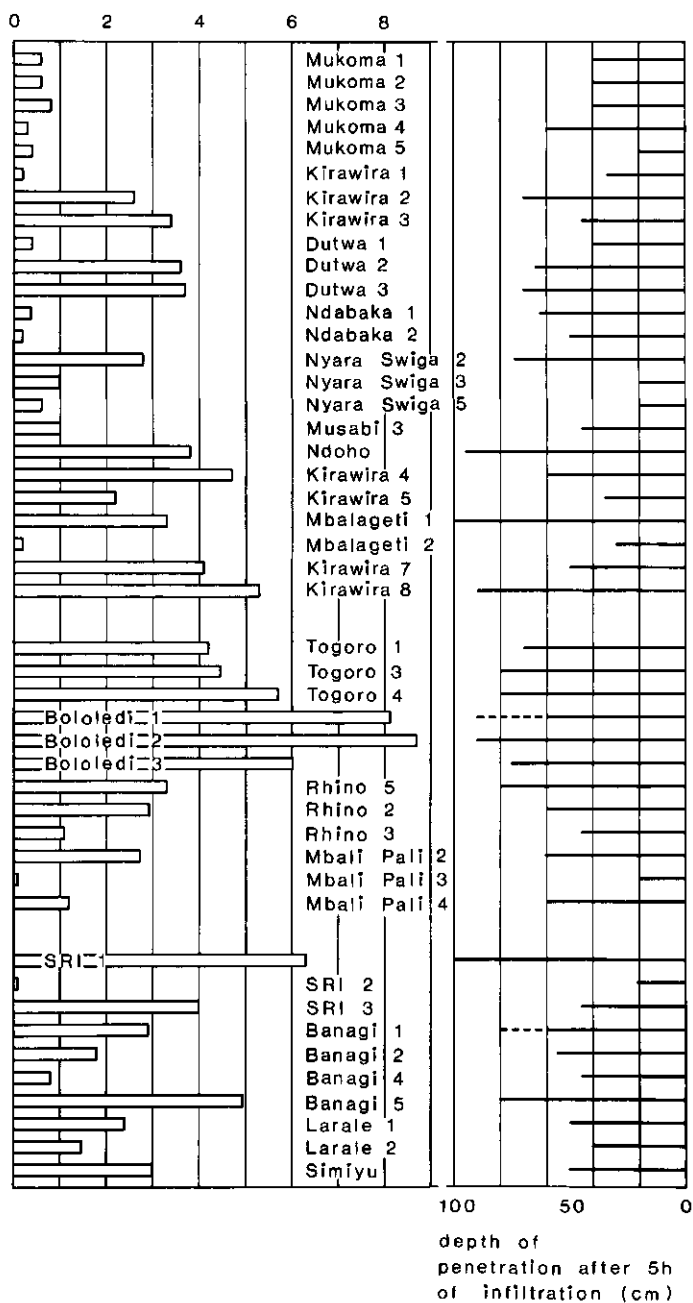 0 2 4 6 8
Mukoma 1
Mukoma 2
Mukoma 3
Mukoma 4
Mukoma 5
Kirawira 1
Kirawira 2
Kirawira 3
Dutwa 1
Dutwa 2
Dutwa 3
Ndabaka 1
Ndabaka 2
Nyara Swiga 2
Nyara Swiga 3
Nyara Swiga 5
Musabi 3
Ndoho
Kirawira 4
Kirawira 5
Mbalageti 1
Mbalageti 2
Kirawira 7
Kirawira 8
Togoro 1
Togoro 3
Togoro 4
Bololedi 1
Bololedi 2
Bololedi 3
Rhino 5
Rhino 2
Rhino 3
Mbali Pali 2
Mbali Pali 3
Mbali Pali 4
SRI 1
SRI 2
SRI 3
Banagi 1
Banagi 2
Banagi 4
Banagi 5
Larale 1
Larale 2
Simiyu
100 50 0
depth of
penetration after 5h
of infiltration (cm)